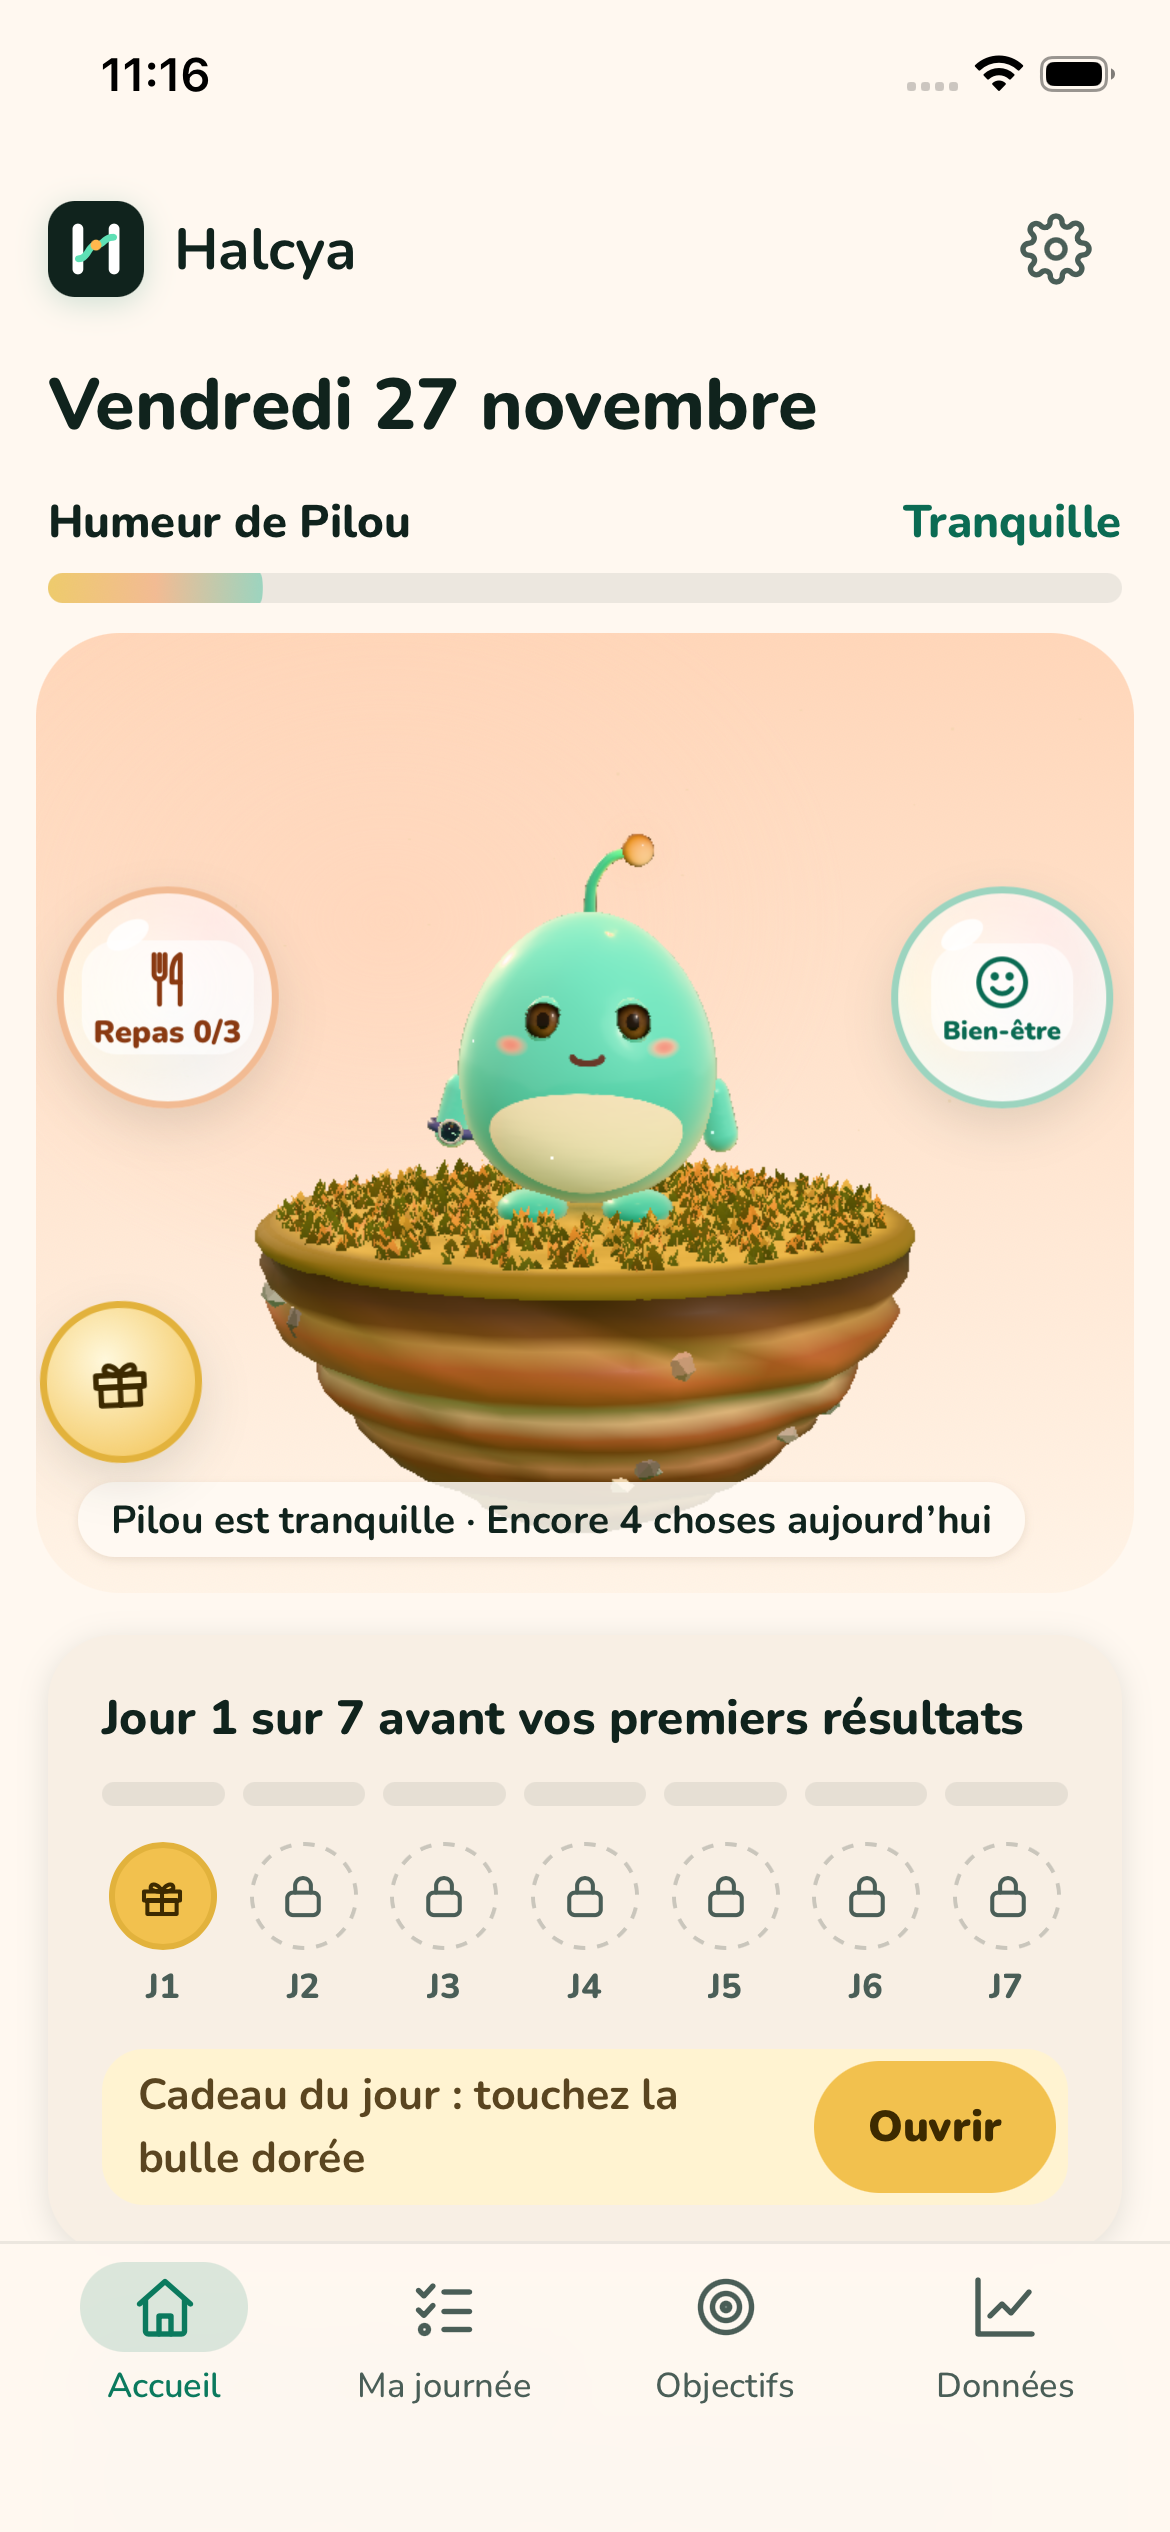 11:16
Halcya
Vendredi 27 novembre
Humeur de Pilou
Tranquille
Repas 0/3
Bien-être
Pilou est tranquille · Encore 4 choses aujourd’hui
Jour 1 sur 7 avant vos premiers résultats
J1 J2 J3 J4 J5 J6 J7
Cadeau du jour : touchez la
bulle dorée
Ouvrir
Accueil Ma journée Objectifs Données